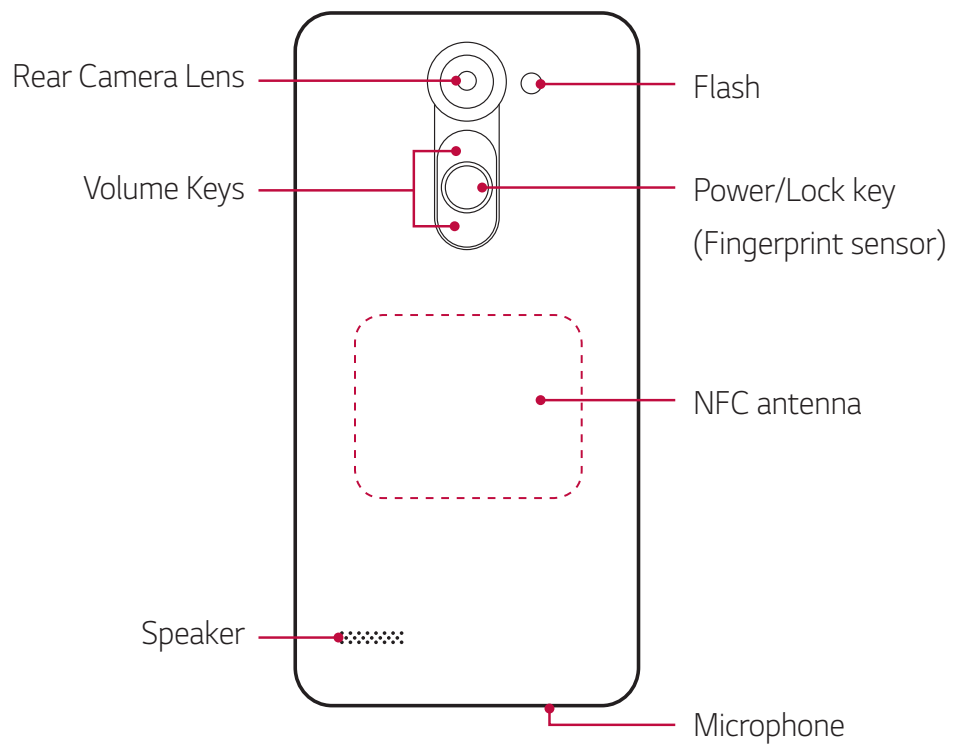 Rear Camera Lens
Flash
Volume Keys
Power/Lock key
(Fingerprint sensor)
NFC antenna
Speaker
Microphone